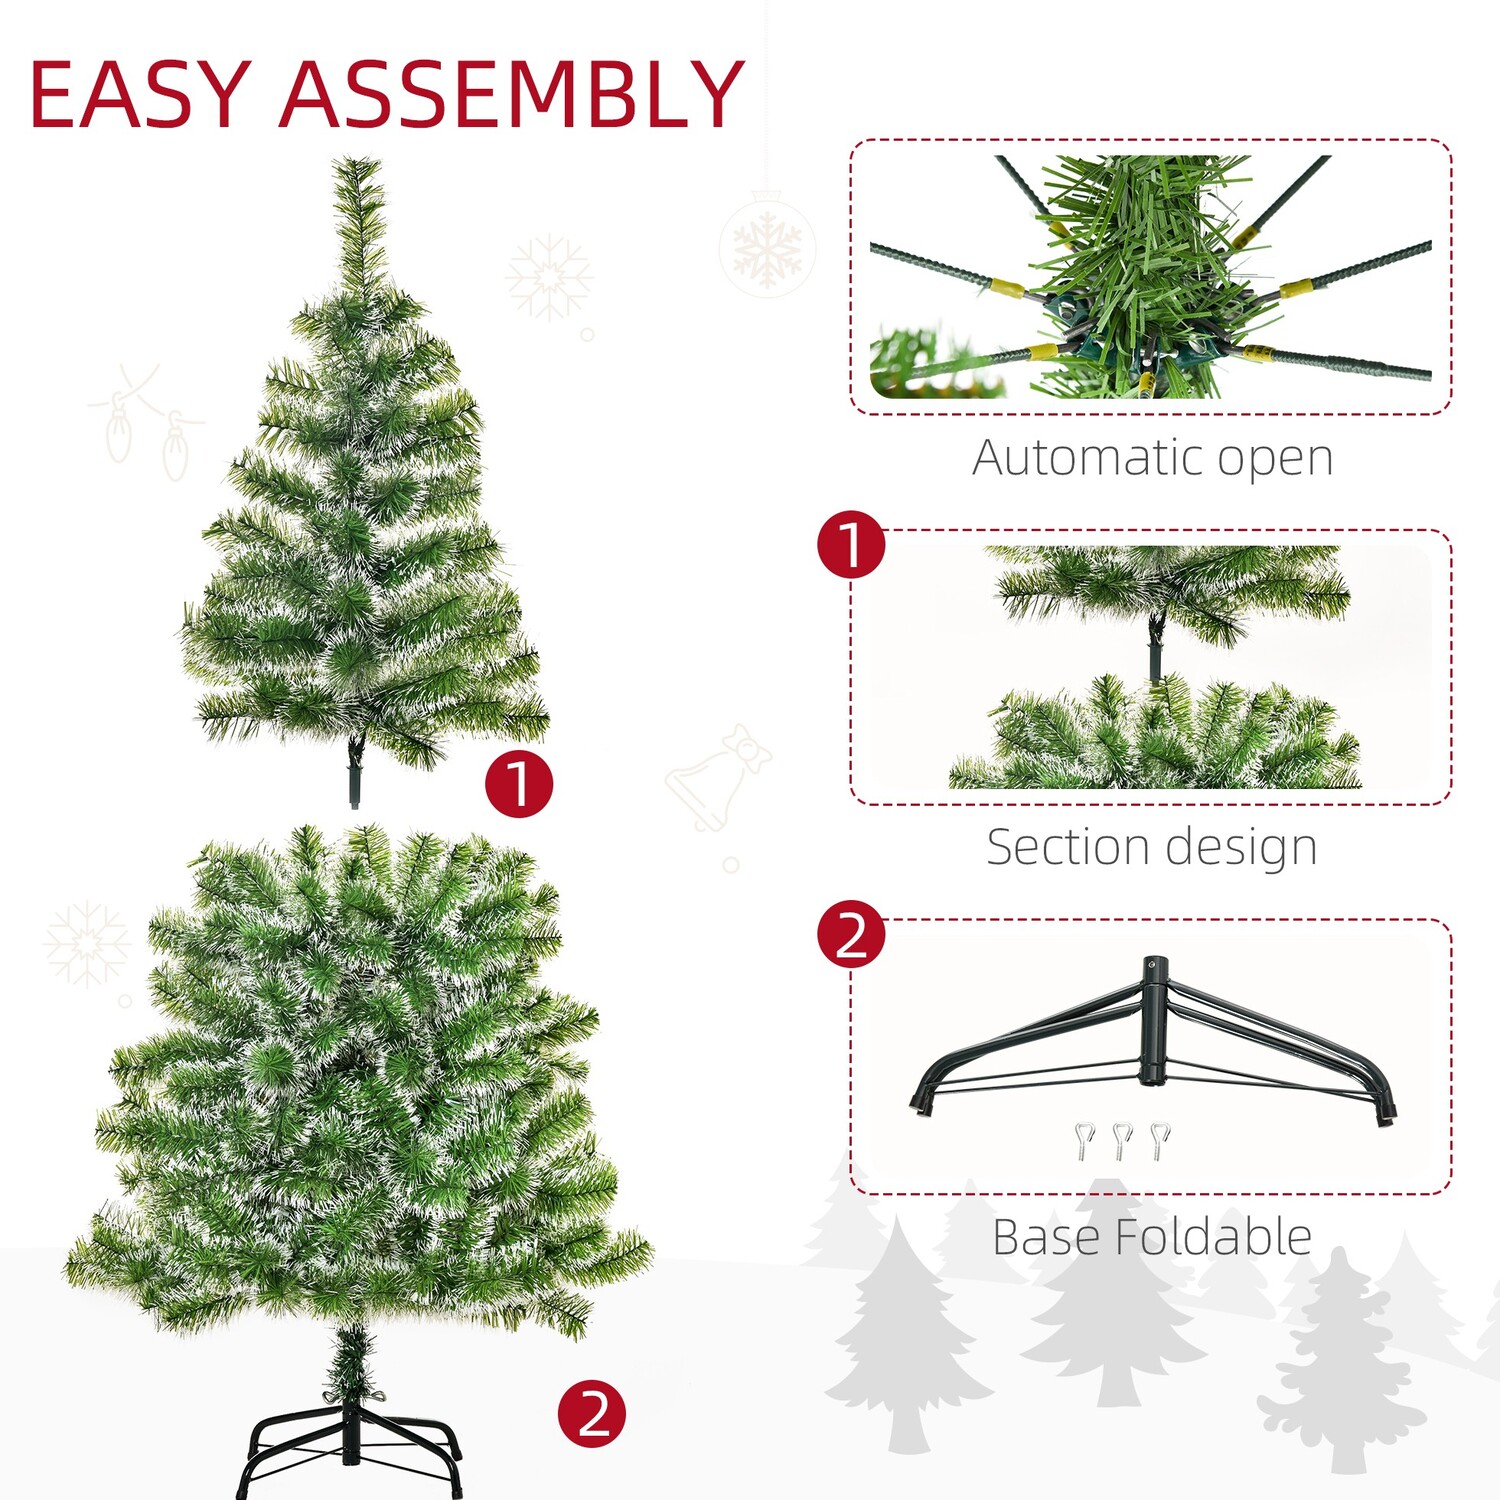 EASY ASSEMBLY
Automatic open
1
Section design
1
2
Base Foldable
2